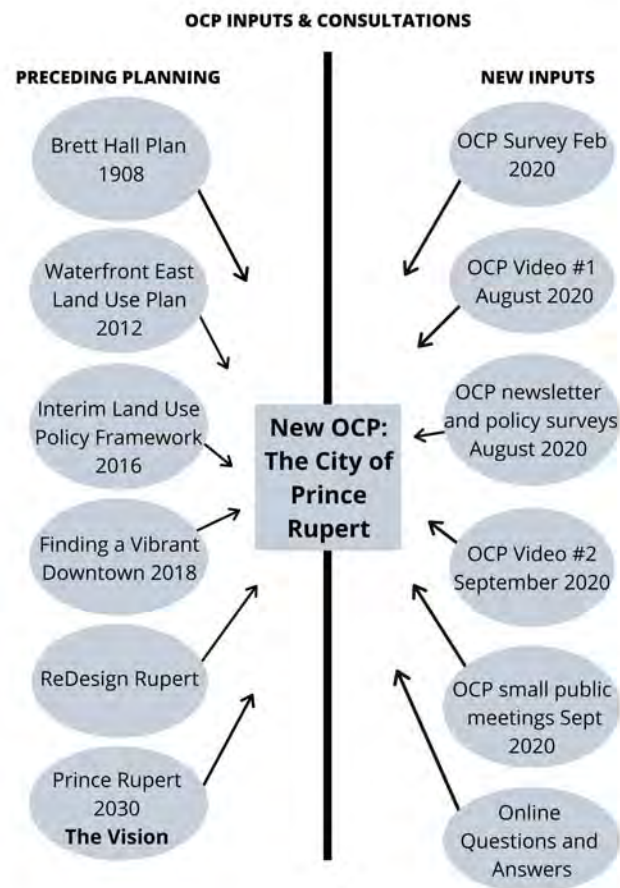 OCP INPUTS & CONSULTATIONS
PRECEDING PLANNING
Brett Hall Plan
1908
Waterfront East
Land Use Plan
2012
Interim Land Use
Policy Framework
2016
Finding a Vibrant
Downtown 2018
ReDesign Rupert
Prince Rupert
2030
The Vision
New OCP:
The City of
Prince
Rupert
NEW INPUTS
OCP Survey Feb
2020
OCP Video #1
August 2020
OCP newsletter
and policy surveys
August 2020
OCP Video #2
September 2020
OCP small public
meetings Sept
2020
Online
Questions and
Answers